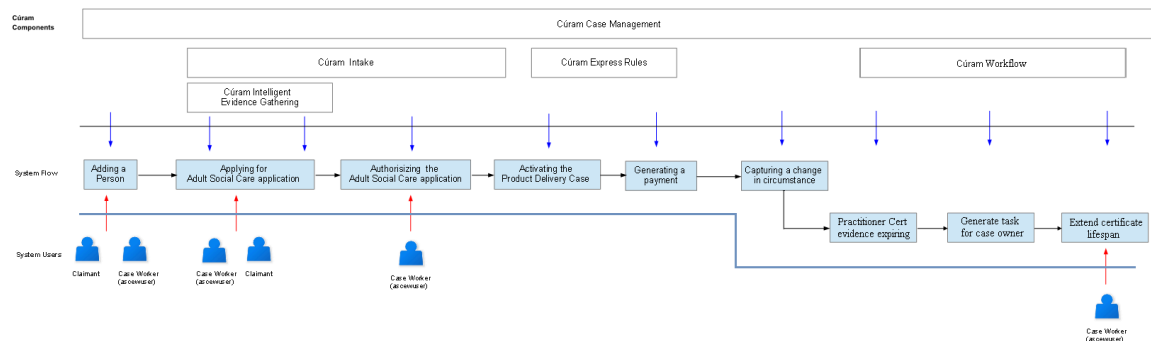 Cúram
Components
Cúram Case Management
Cúram Intake
Cúram Express Rules
Cúram Workflow
Cúram Intelligent
Evidence Gathering
System Flow
Adding a
Person
Applying for
Adult Social Care application
Authorisizing the
Adult Social Care application
Activating the
Product Delivery Case
Generating a
payment
Capturing a change
in circumstance
Practitioner Cert
evidence expiring
Generate task
for case owner
Extend certificate
lifespan
System Users
Claimant
Case Worker
(ascewuser)
Case Worker
(ascewuser)
Claimant
Case Worker
(ascewuser)
Case Worker
(ascewuser)